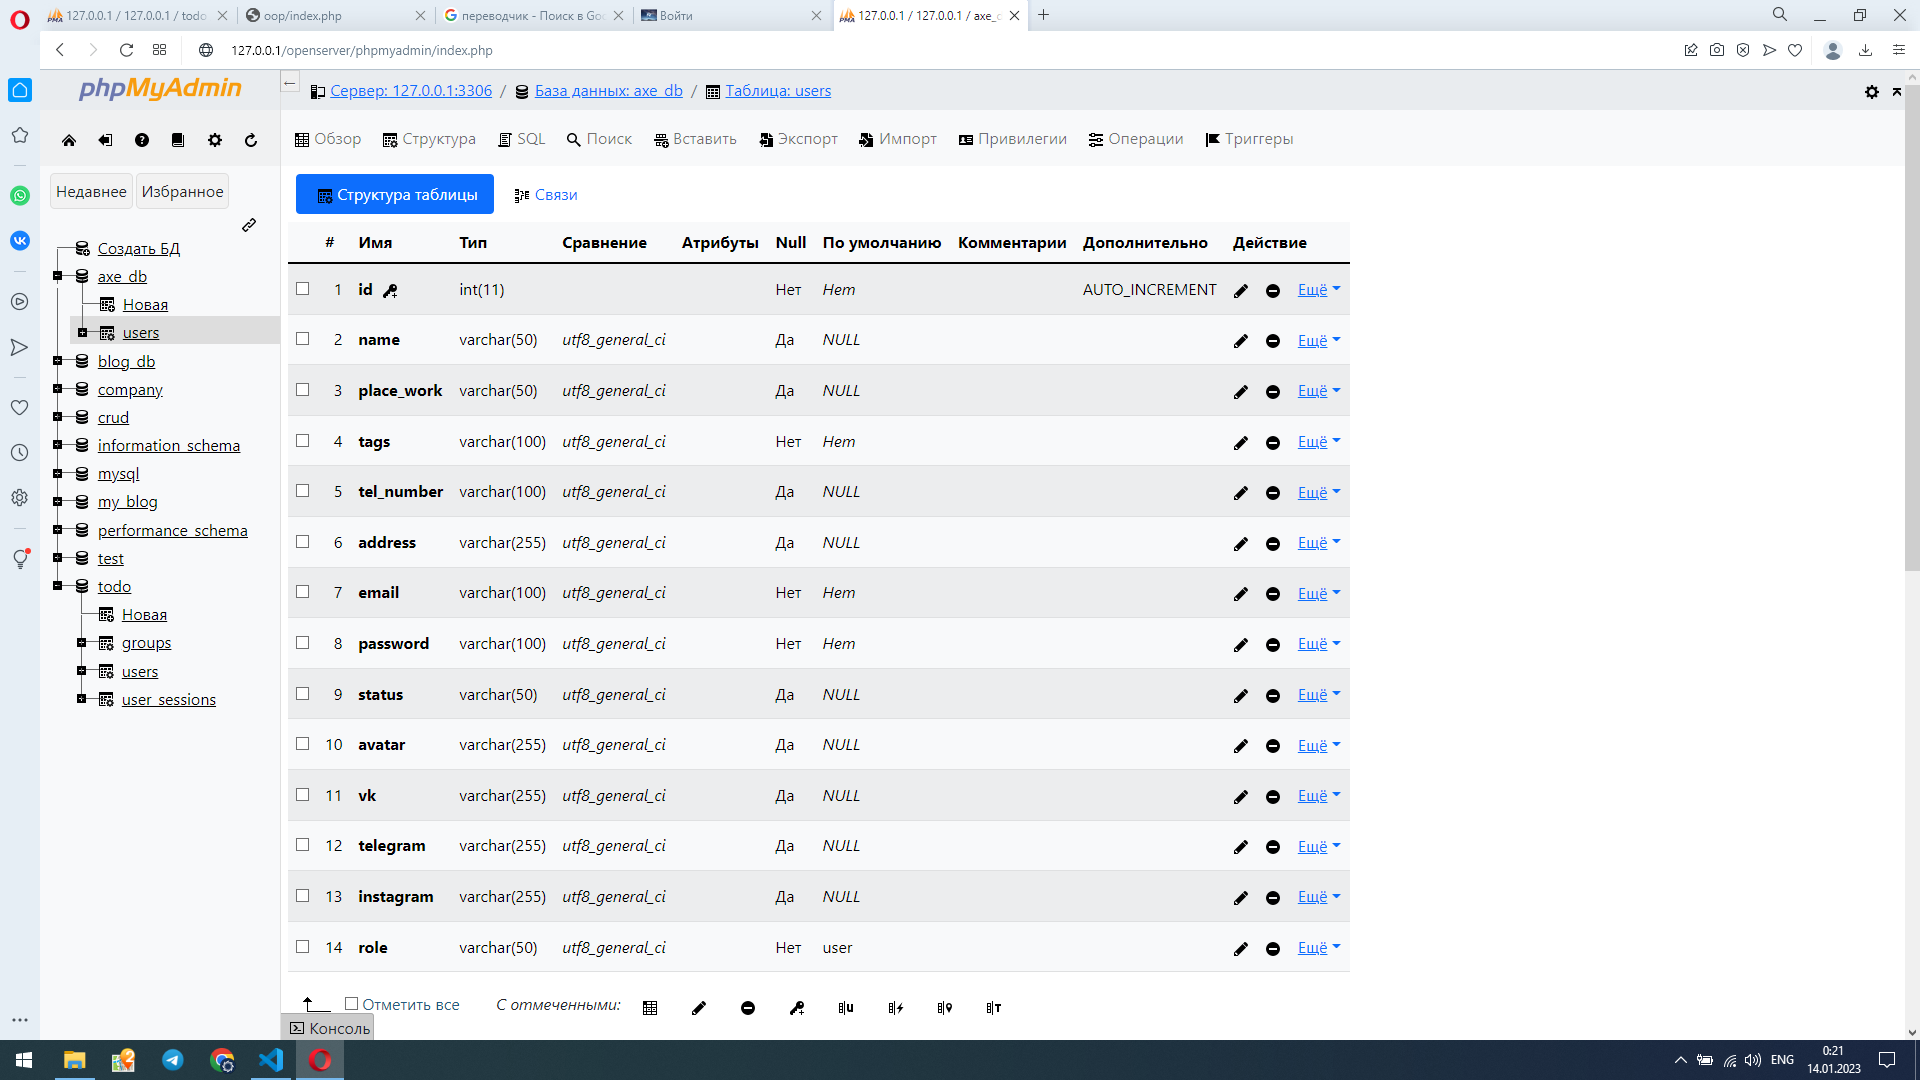 127.0.0.1 / 127.0.0.1 / todo
oop/index.php
переводчик - Поиск в Goo
Войти
127.0.0.1 / 127.0.0.1 / axe_d
127.0.0.1/openserver/phpmyadmin/index.php
phpMyAdmin
Недавнее
Избранное
Создать БД
axe_db
Новая
users
blog_db
company
crud
information_schema
mysql
my_blog
performance_schema
test
todo
Новая
groups
users
user_sessions
Сервер: 127.0.0.1:3306 / База данных: axe_db / Таблица: users
Обзор Структура SQL Поиск Вставить Экспорт Импорт Привилегии Операции Триггеры
Структура таблицы Связи
# Имя Тип Сравнение Атрибуты Null По умолчанию Комментарии Дополнительно Действие
1 id int(11) Нет Нет AUTO_INCREMENT Ещё
2 name varchar(50) utf8_general_ci Да NULL Ещё
3 place_work varchar(50) utf8_general_ci Да NULL Ещё
4 tags varchar(100) utf8_general_ci Нет Нет Ещё
5 tel_number varchar(100) utf8_general_ci Да NULL Ещё
6 address varchar(255) utf8_general_ci Да NULL Ещё
7 email varchar(100) utf8_general_ci Нет Нет Ещё
8 password varchar(100) utf8_general_ci Нет Нет Ещё
9 status varchar(50) utf8_general_ci Да NULL Ещё
10 avatar varchar(255) utf8_general_ci Да NULL Ещё
11 vk varchar(255) utf8_general_ci Да NULL Ещё
12 telegram varchar(255) utf8_general_ci Да NULL Ещё
13 instagram varchar(255) utf8_general_ci Да NULL Ещё
14 role varchar(50) utf8_general_ci Нет user Ещё
Отметить все С отмеченными:
Консоль
ENG
0:21
14.01.2023